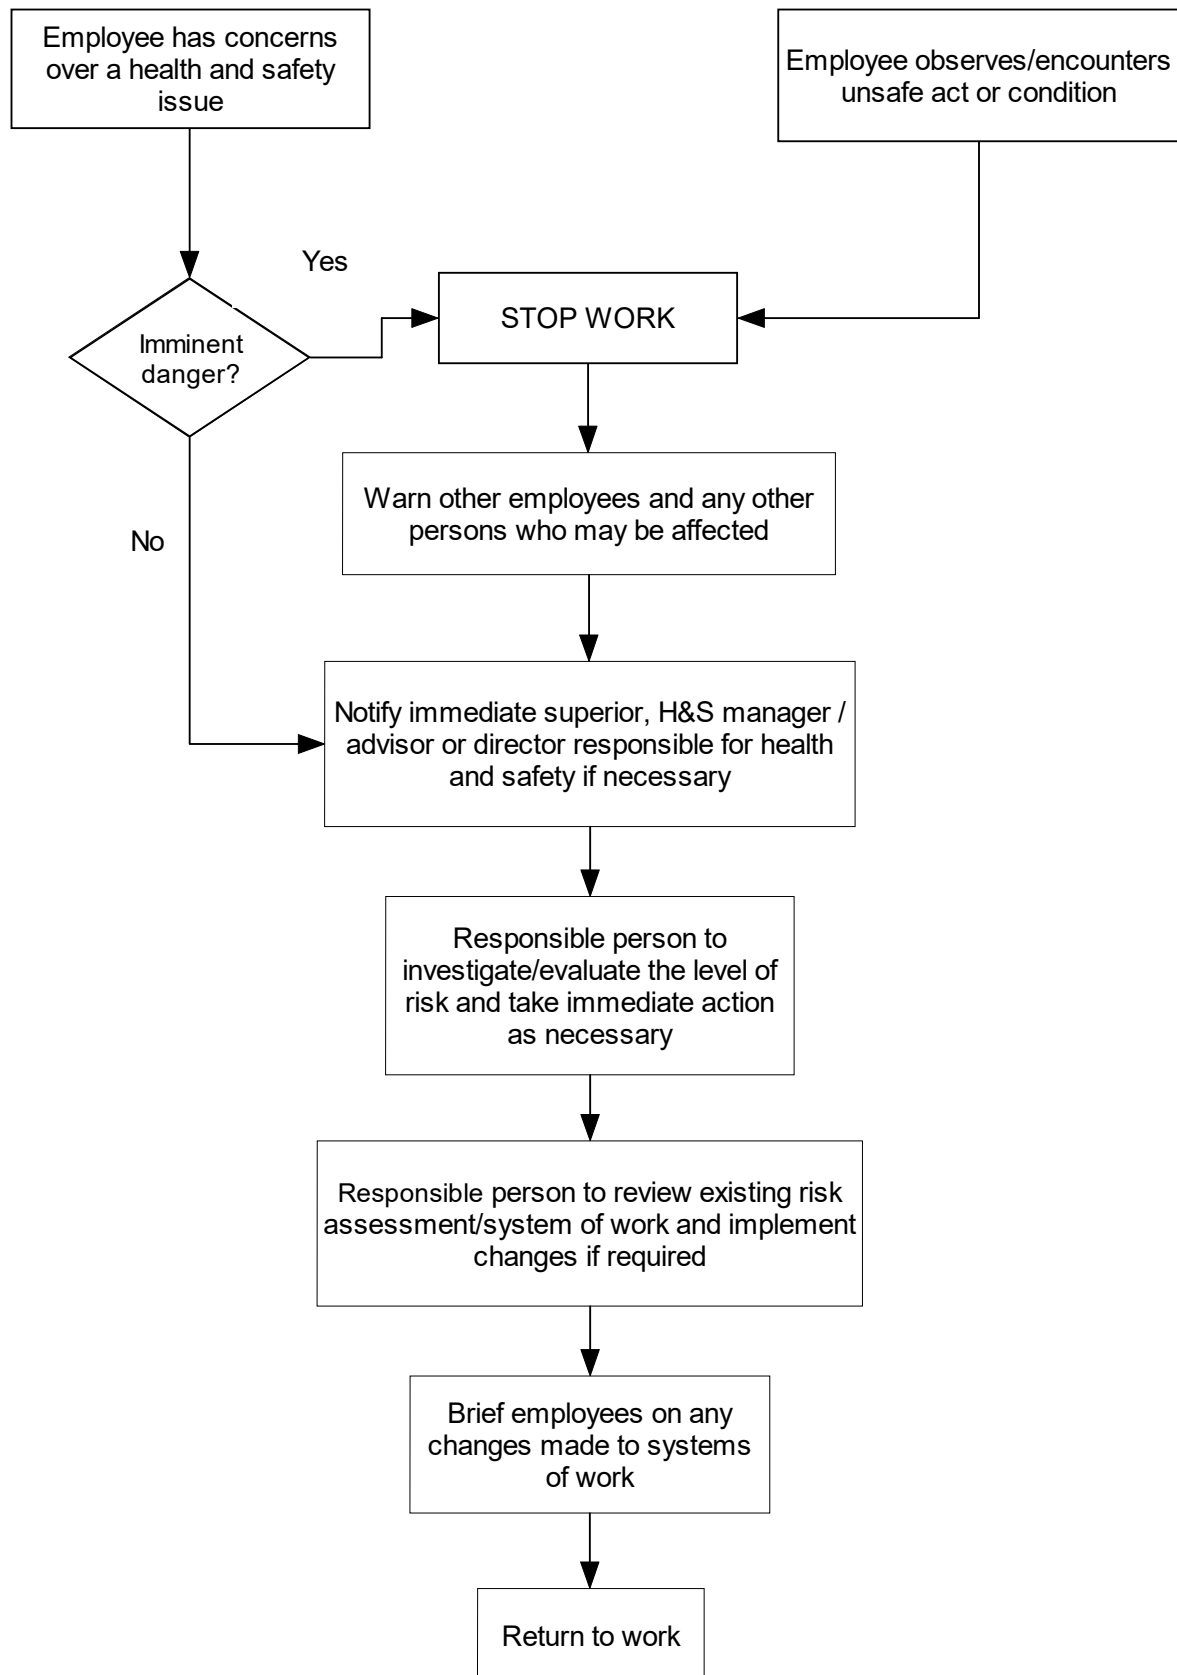 Employee has concerns
over a health and safety
issue
Employee observes/encounters
unsafe act or condition
Yes
STOP WORK
Imminent
danger?
Warn other employees and any other
persons who may be affected
No
Notify immediate superior, H&S manager /
advisor or director responsible for health
and safety if necessary
Responsible person to
investigate/evaluate the level of
risk and take immediate action
as necessary
Responsible person to review existing risk
assessment/system of work and implement
changes if required
Brief employees on any
changes made to systems
of work
Return to work